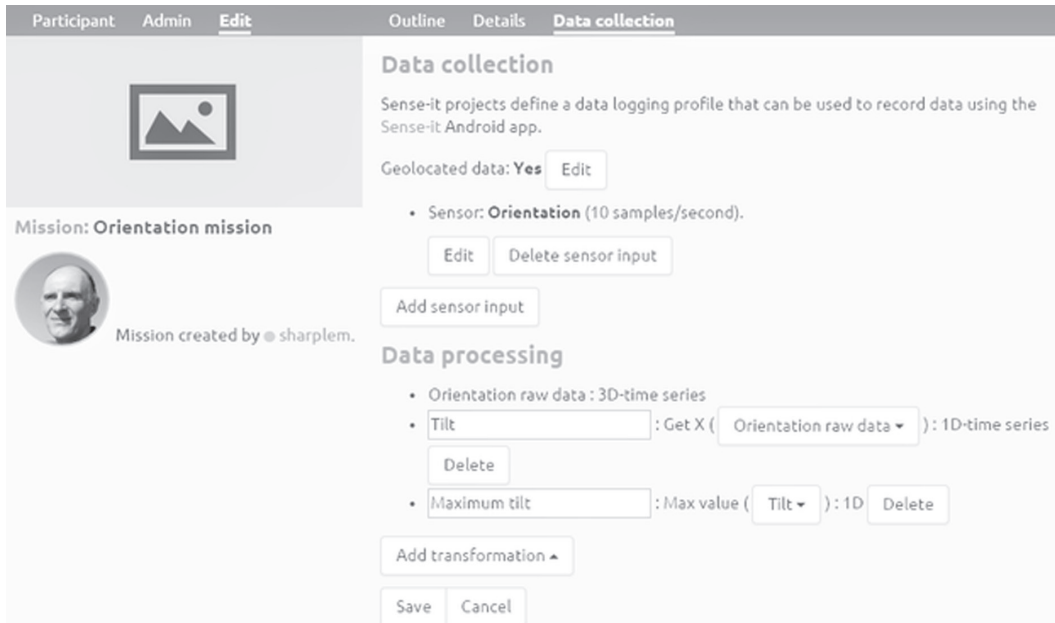 Participant Admin Edit
Outline Details Data collection
Mission: Orientation mission
Mission created by sharplem.
Data collection
Sense-it projects define a data logging profile that can be used to record data using the
Sense-it Android app.
Geolocated data: Yes Edit
• Sensor: Orientation (10 samples/second).
Edit Delete sensor input
Add sensor input
Data processing
• Orientation raw data : 3D-time series
• Tilt : Get X ( Orientation raw data ) : 1D-time series
Delete
• Maximum tilt : Max value ( Tilt ) : 1D Delete
Add transformation
Save Cancel